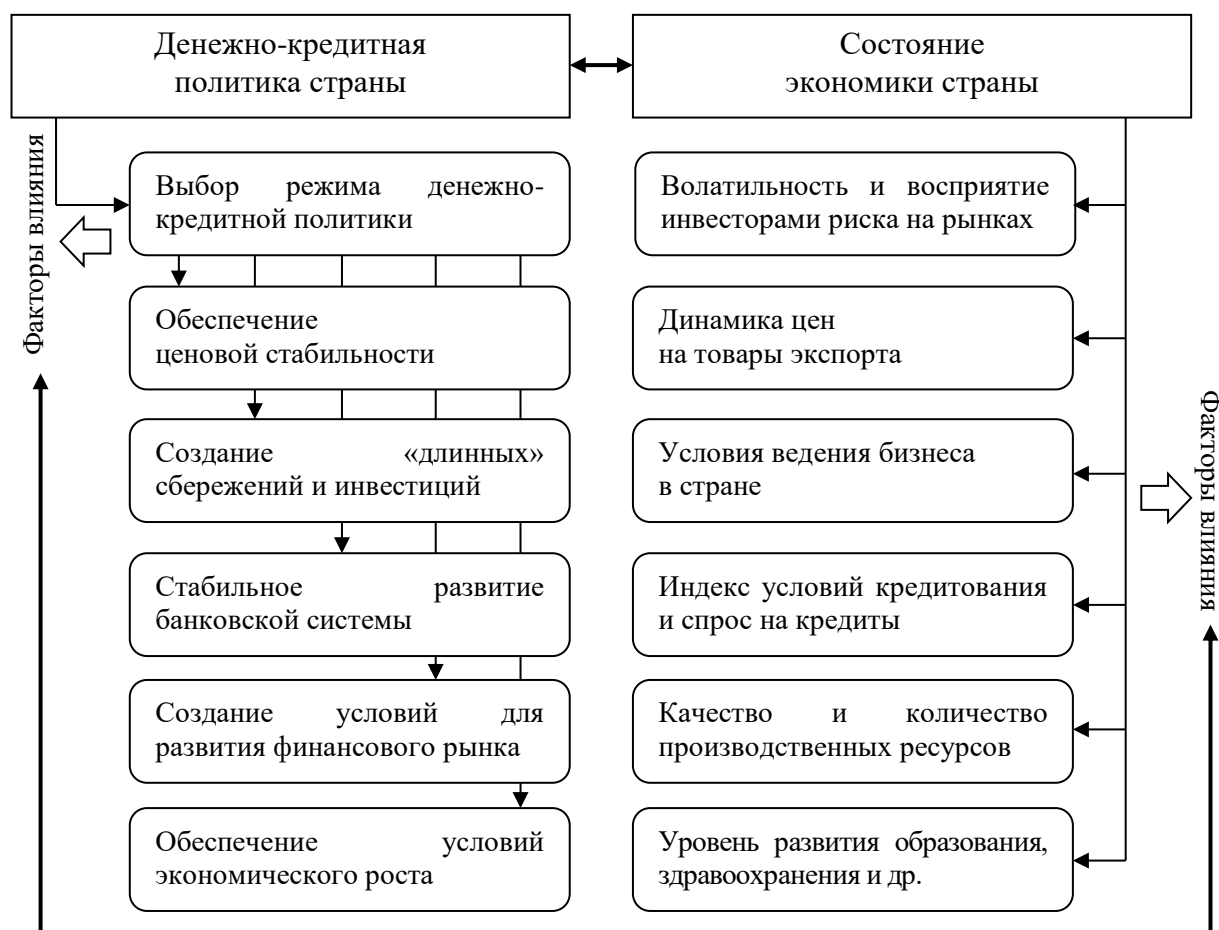 Денежно-кредитная
политика страны
Состояние
экономики страны
Факторы влияния
Выбор режима денежно-
кредитной политики
Обеспечение
ценовой стабильности
Создание «длинных»
сбережений и инвестиций
Стабильное развитие
банковской системы
Создание условий для
развития финансового рынка
Обеспечение условий
экономического роста
Волатильность и восприятие
инвесторами риска на рынках
Динамика цен
на товары экспорта
Условия ведения бизнеса
в стране
Индекс условий кредитования
и спрос на кредиты
Качество и количество
производственных ресурсов
Уровень развития образования,
здравоохранения и др.
Факторы влияния